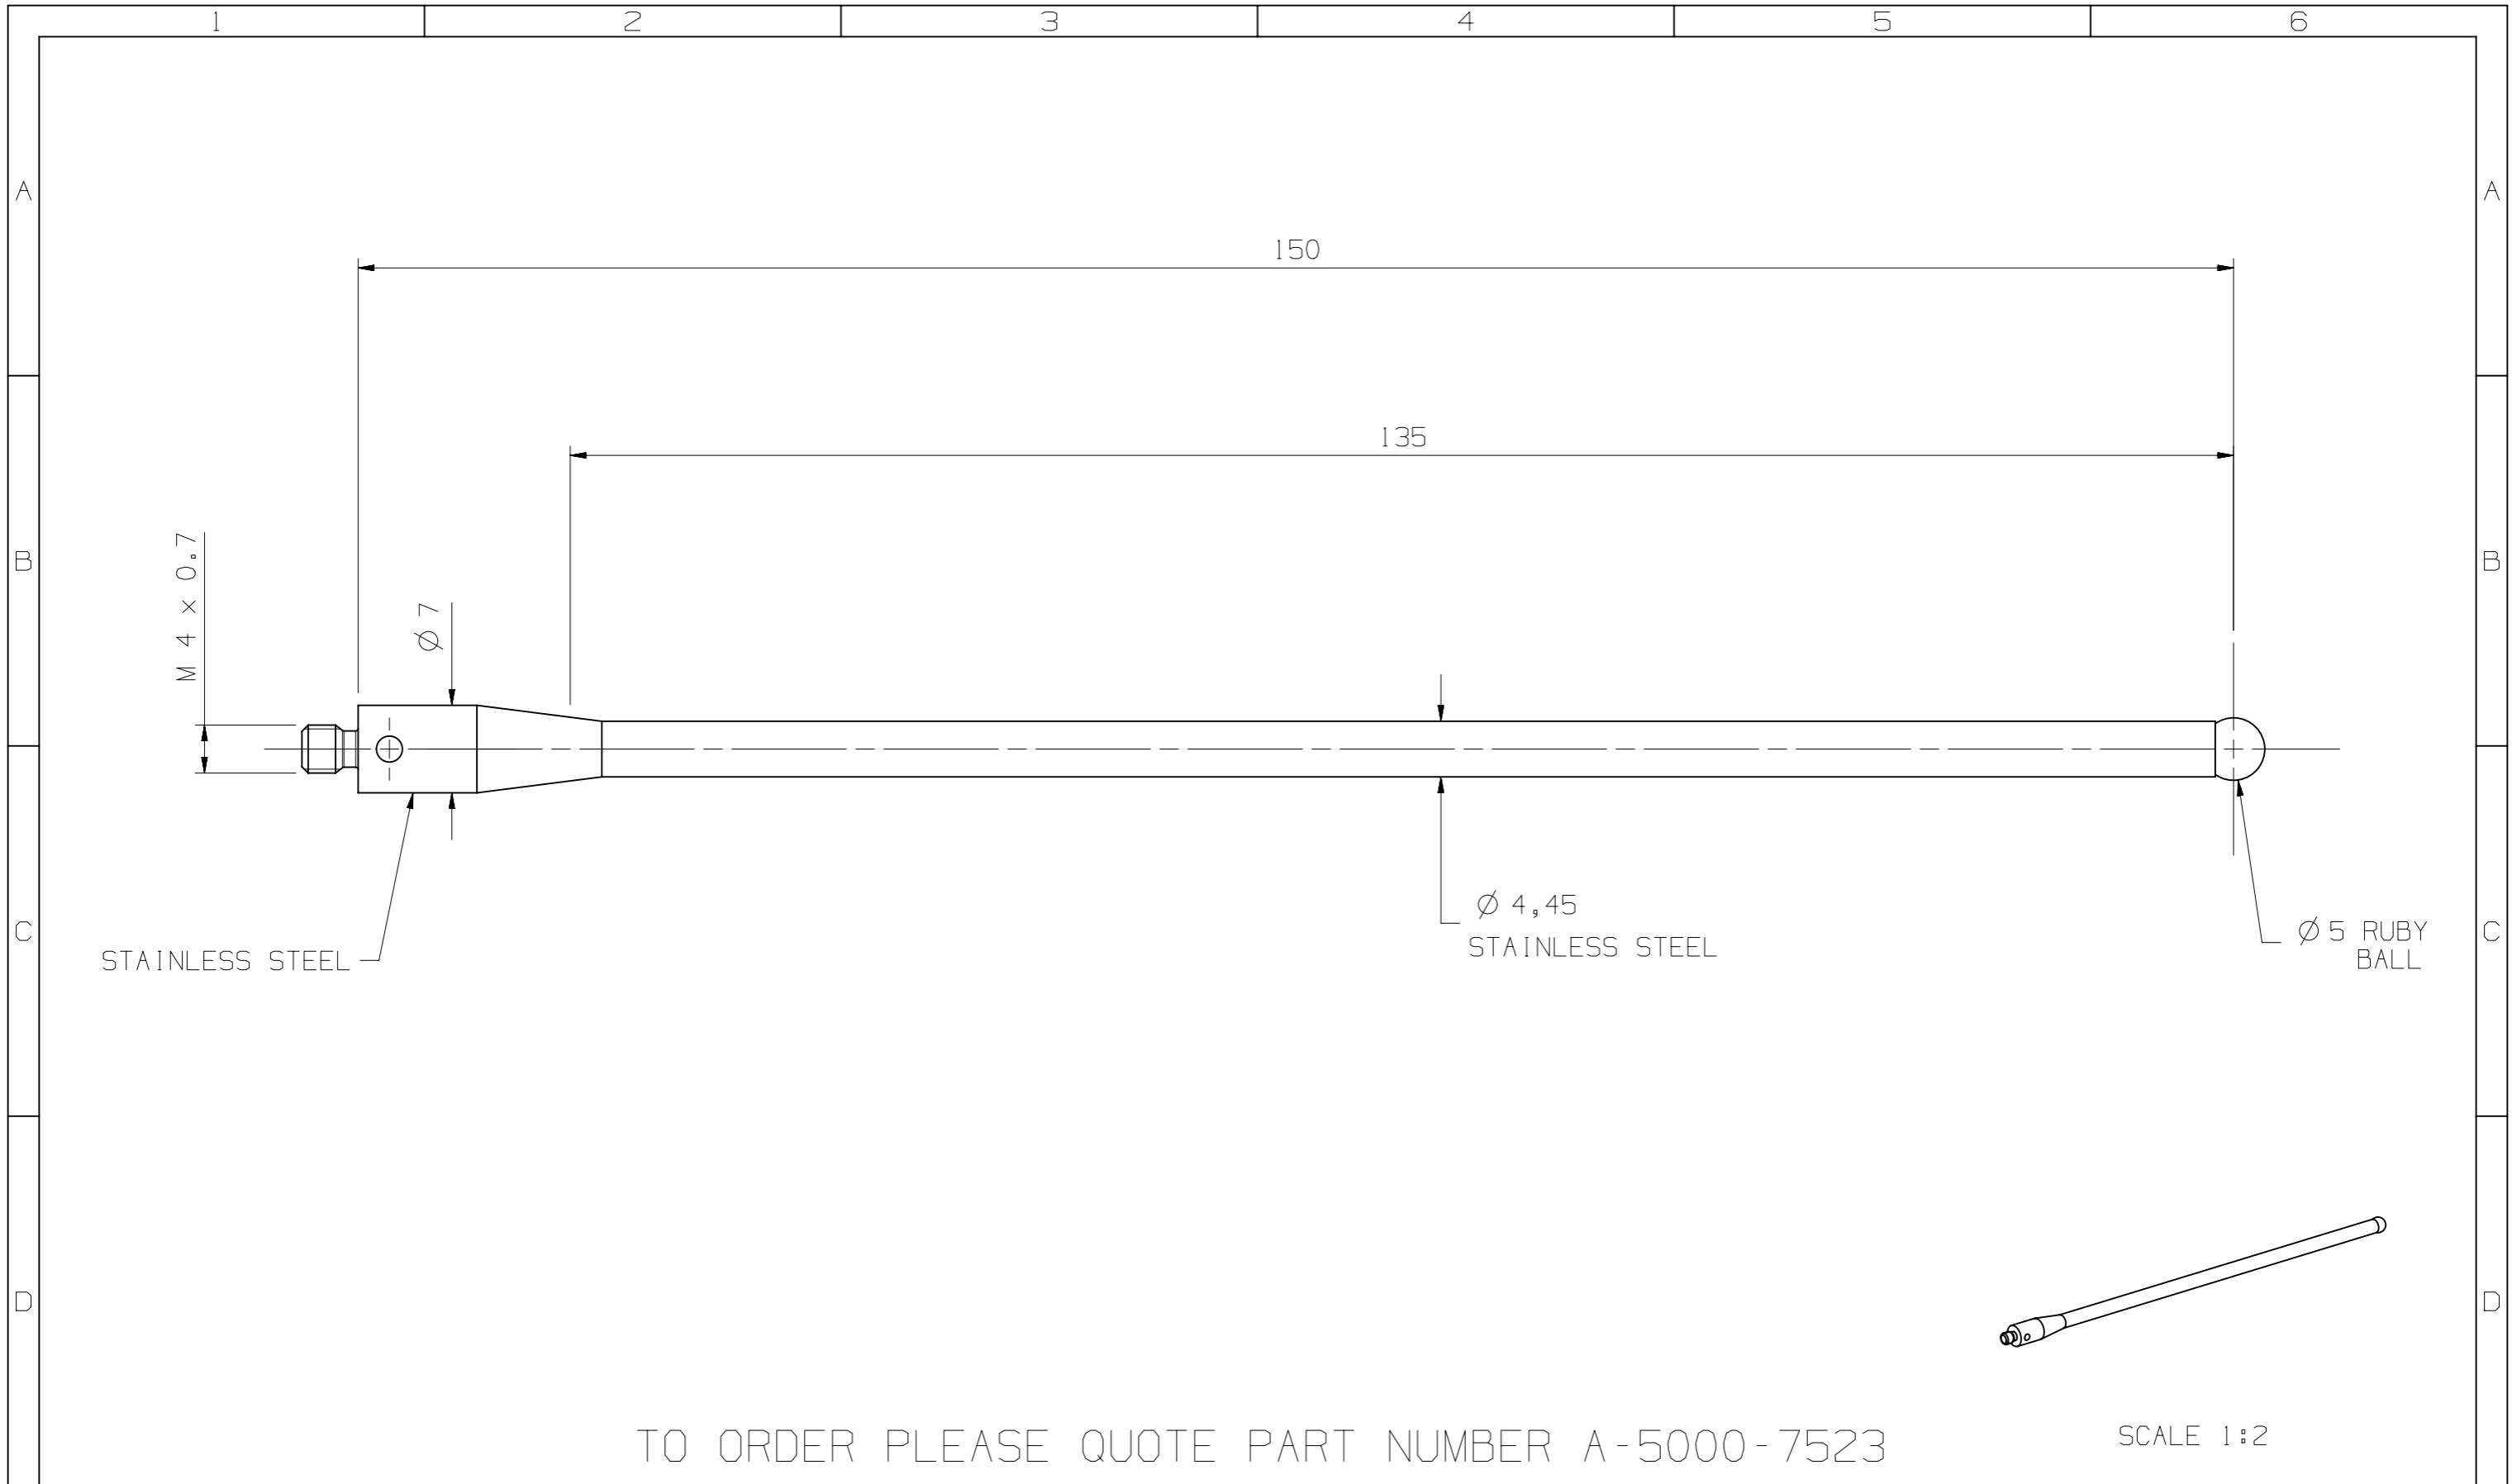 1 2 3 4 5 6
A A
150
135
B B
M 4 × 0.7
Ø 7
Ø 4,45
STAINLESS STEEL
STAINLESS STEEL
Ø 5 RUBY
BALL
C C
D D
TO ORDER PLEASE QUOTE PART NUMBER A-5000-7523
SCALE 1:2